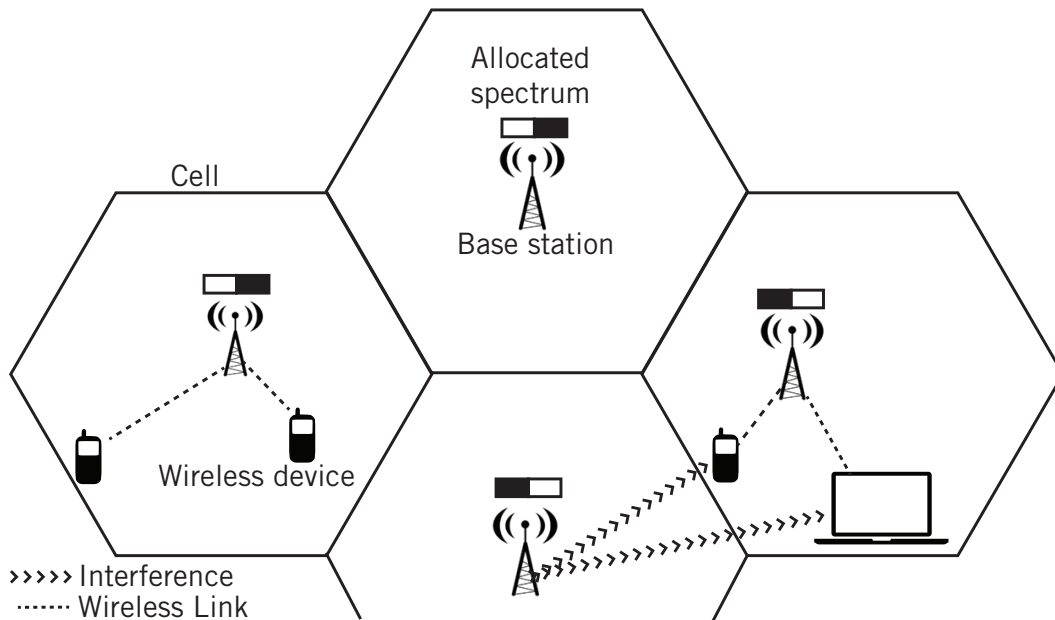 Allocated
spectrum
Cell
Base station
Wireless device
Interference
Wireless Link